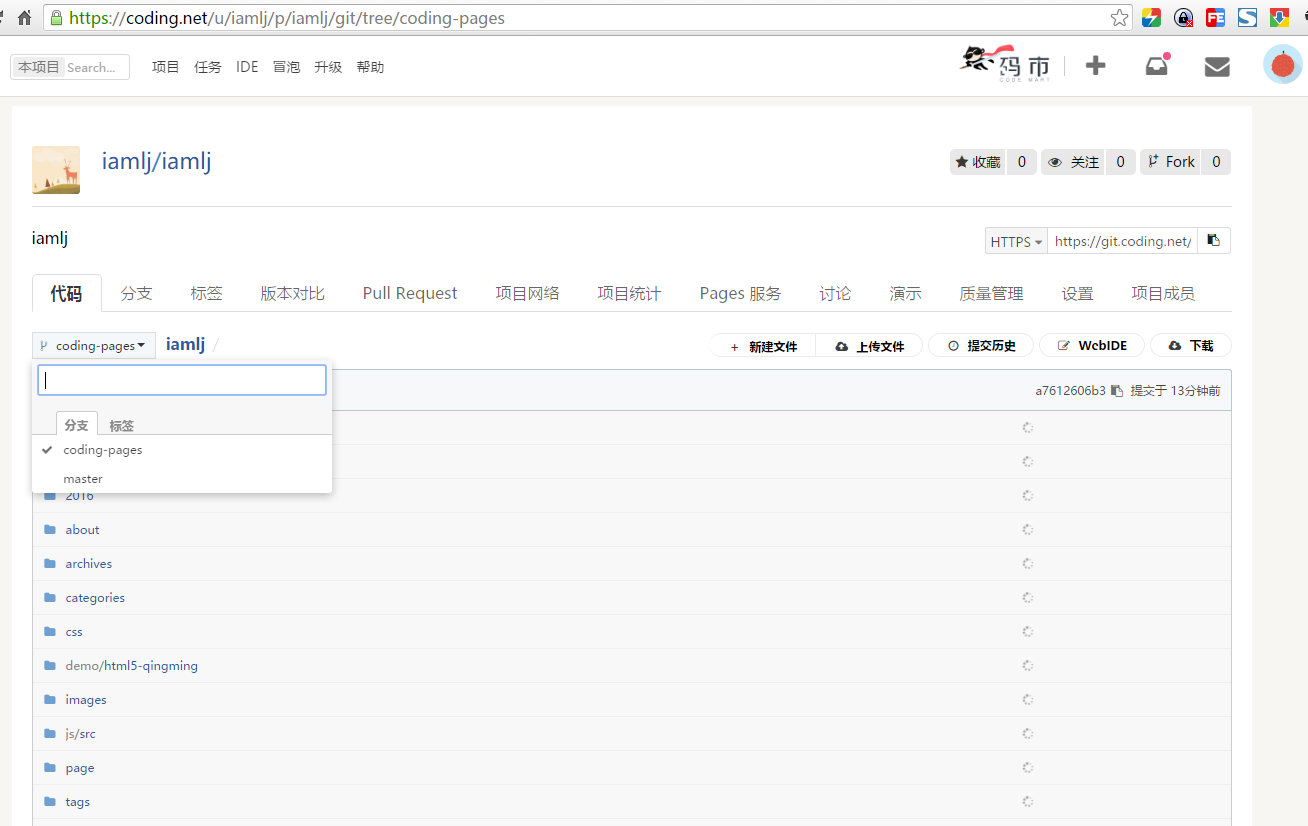 https://coding.net/u/iamlj/p/iamlj/git/tree/coding-pages
本项目 Search... 项目 任务 IDE 冒泡 升级 帮助 码市
CODE MART
iamlj/iamlj 收藏 0 关注 0 Fork 0
iamlj HTTPS https://git.coding.net/
代码 分支 标签 版本对比 Pull Request 项目网络 项目统计 Pages 服务 讨论 演示 质量管理 设置 项目成员
coding-pages iamlj / + 新建文件 上传文件 提交历史 WebIDE 下载
a7612606b3 提交于 13分钟前
分支 标签
coding-pages
master
2016
about
archives
categories
css
demo/html5-qingming
images
js/src
page
tags